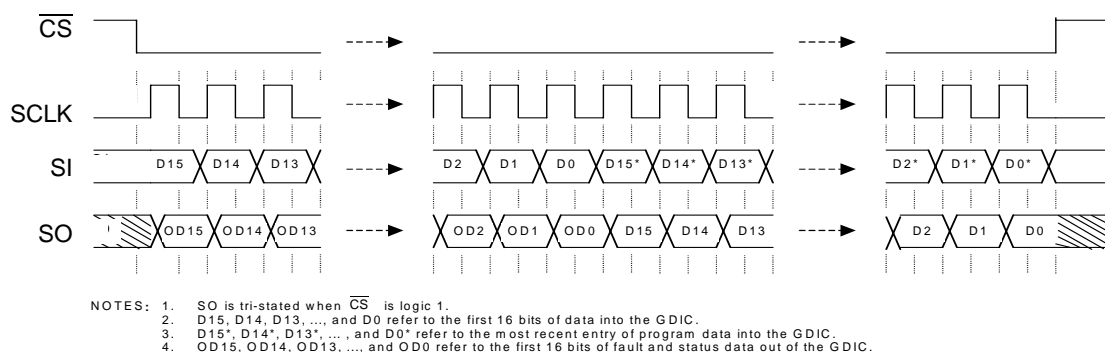 CS
SCLK
SI D15 D14 D13 D2 D1 D0 D15* D14* D13* D2* D1* D0*
SO OD15 OD14 OD13 OD2 OD1 OD0 D15 D14 D13 D2 D1 D0
NOTES: 1. SO is tri-stated when CS is logic 1.
2. D15, D14, D13, ..., and D0 refer to the first 16 bits of data into the GDIC.
3. D15*, D14*, D13*, ... , and D0* refer to the most recent entry of program data into the GDIC.
4. OD15, OD14, OD13, ..., and OD0 refer to the first 16 bits of fault and status data out of the GDIC.